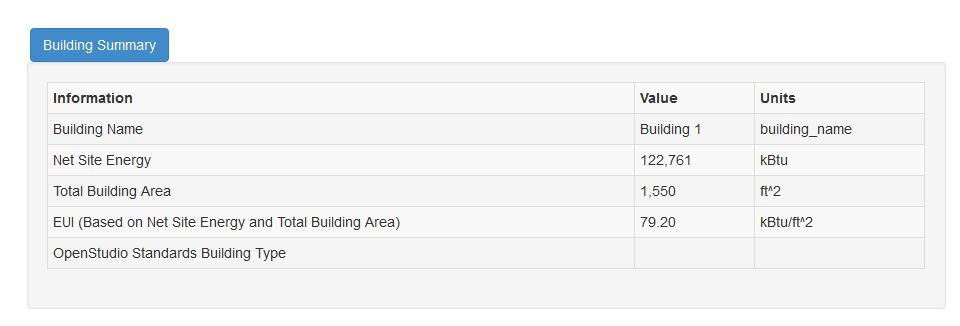 Building Summary
Information Value Units
Building Name Building 1 building_name
Net Site Energy 122,761 kBtu
Total Building Area 1,550 ft^2
EUI (Based on Net Site Energy and Total Building Area) 79.20 kBtu/ft^2
OpenStudio Standards Building Type